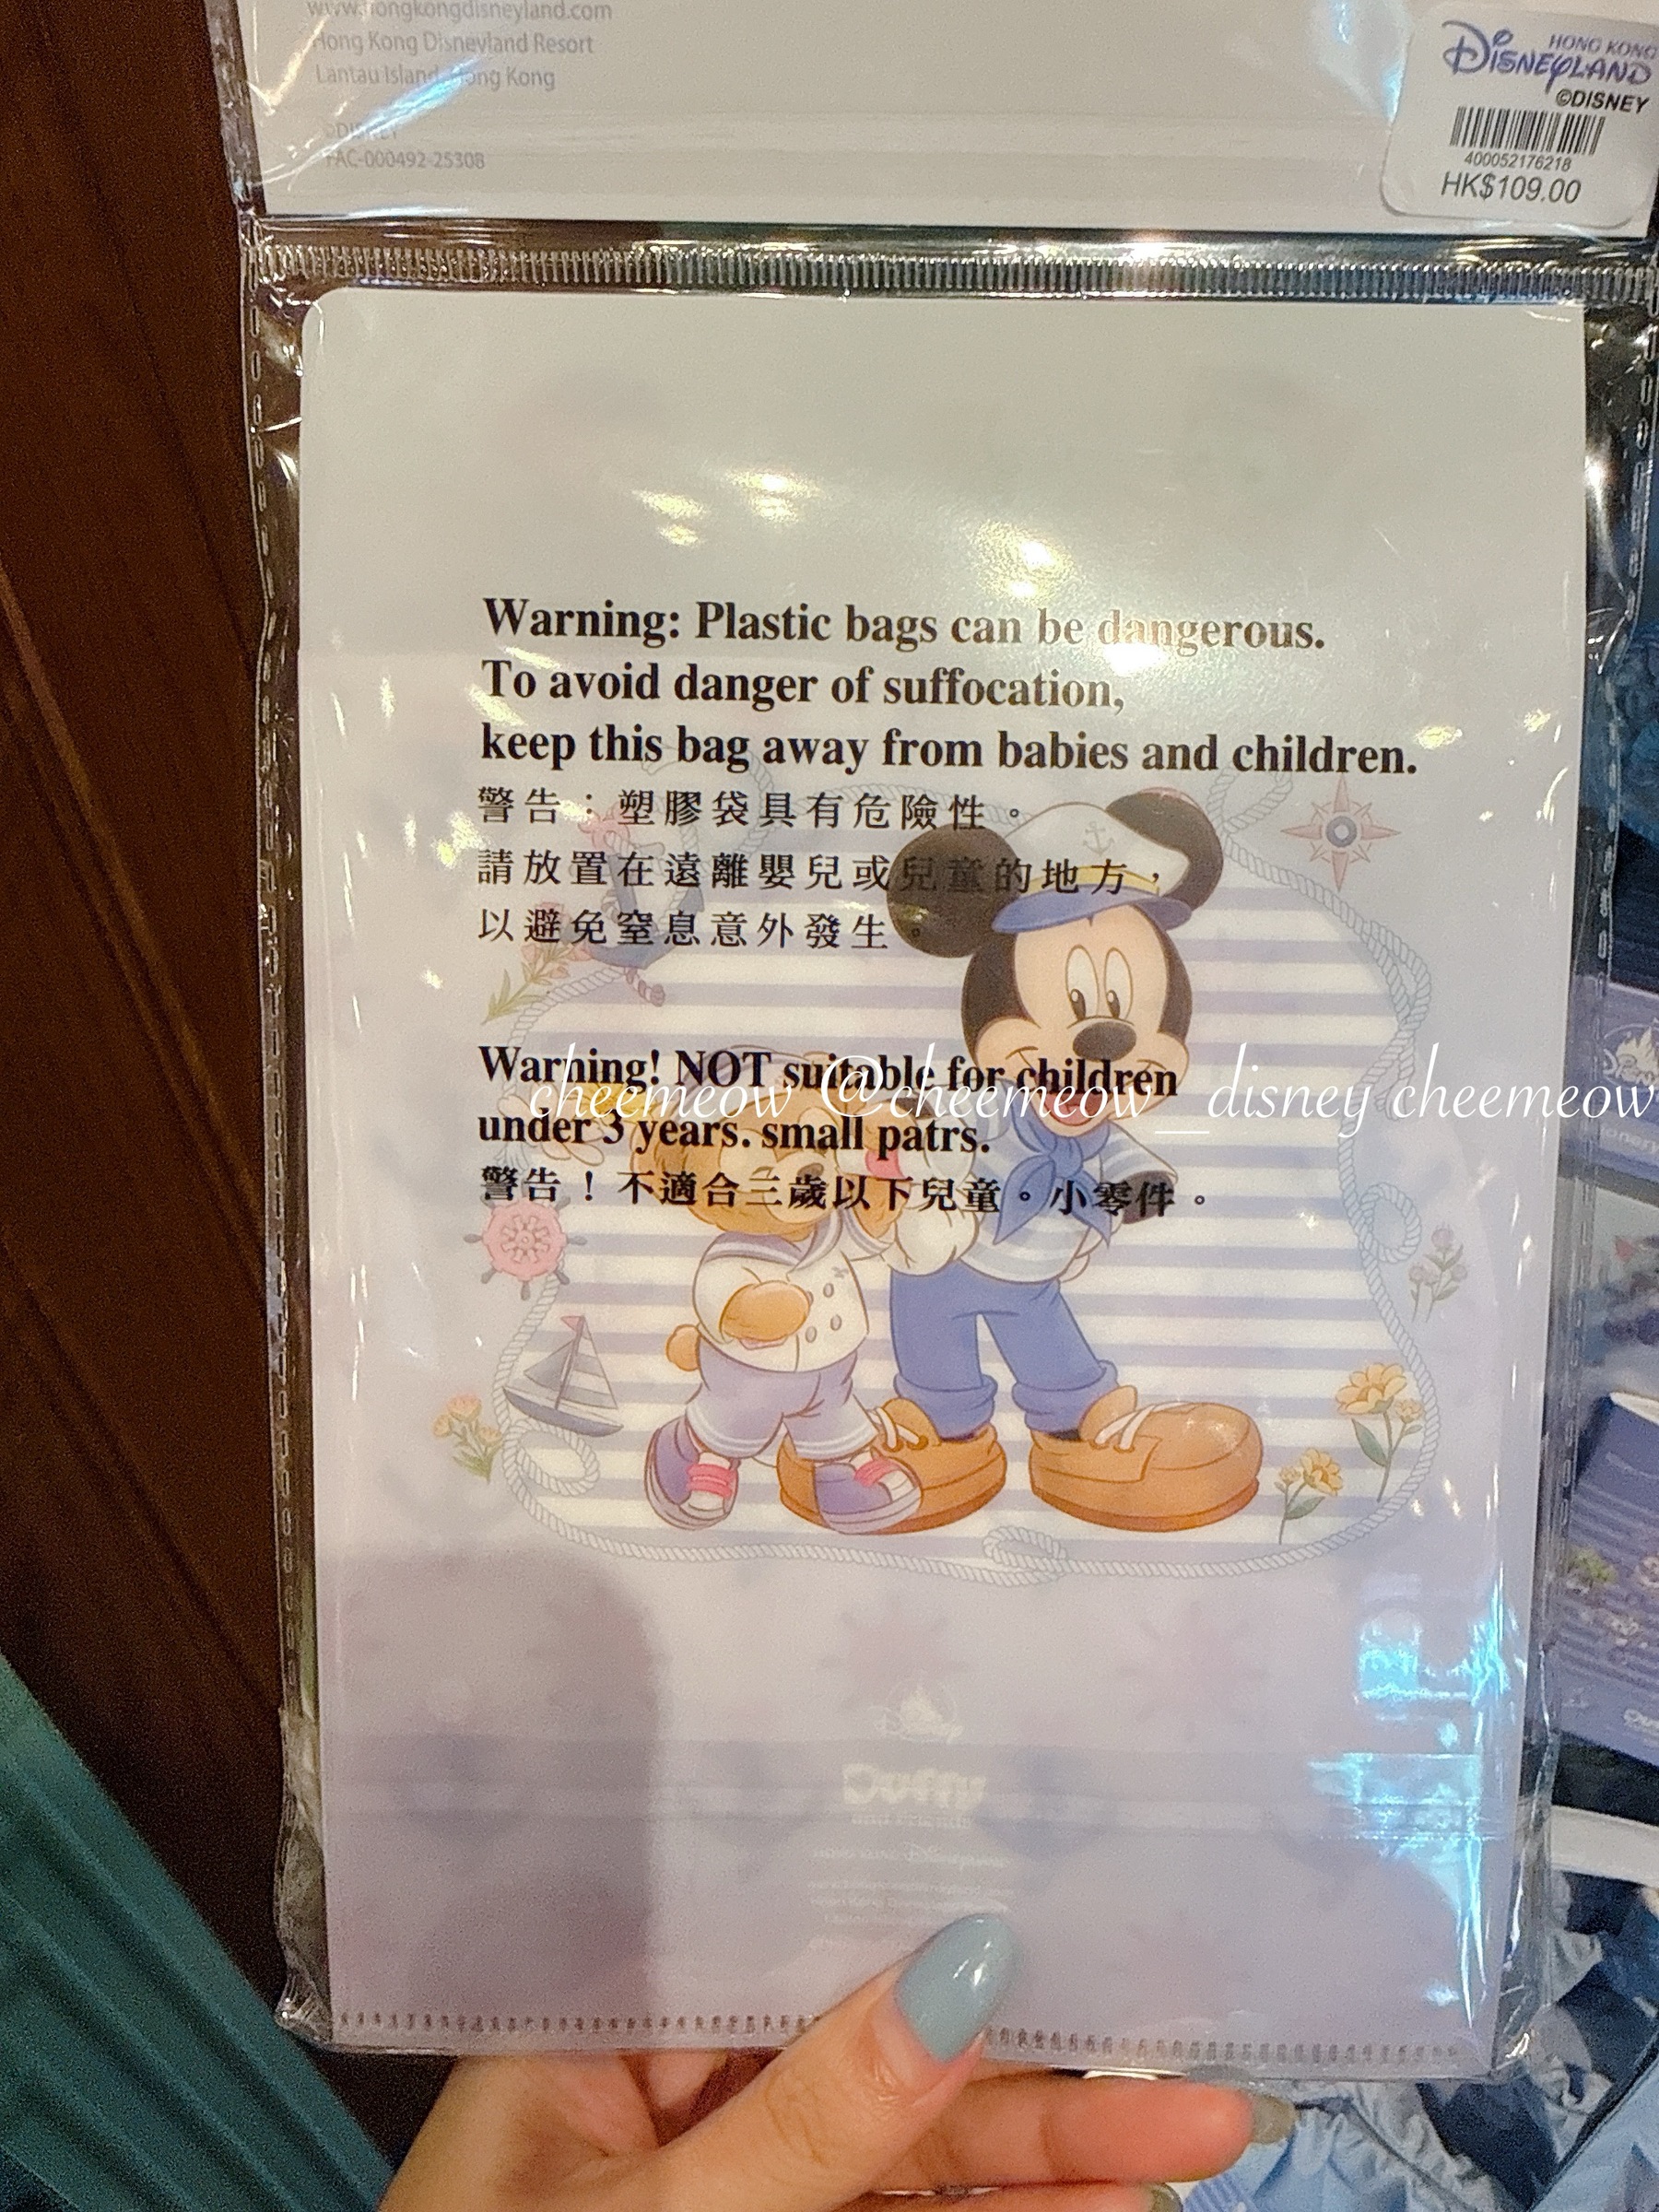 www.hongkongdisneyland.com
Hong Kong Disneyland Resort
Lantau Island, Hong Kong
©DISNEY
FAC-000492-25308
HONG KONG
DISNEYLAND
©DISNEY
400052176218
HK$109.00
Warning: Plastic bags can be dangerous.
To avoid danger of suffocation,
keep this bag away from babies and children.
警告：塑膠袋具有危險性。
請放置在遠離嬰兒或兒童的地方，
以避免窒息意外發生。
Warning! NOT suitable for children
cheemeow @cheemeow__disney cheemeow
under 3 years. small patrs.
警告！不適合三歲以下兒童。小零件。
Disney
Duffy